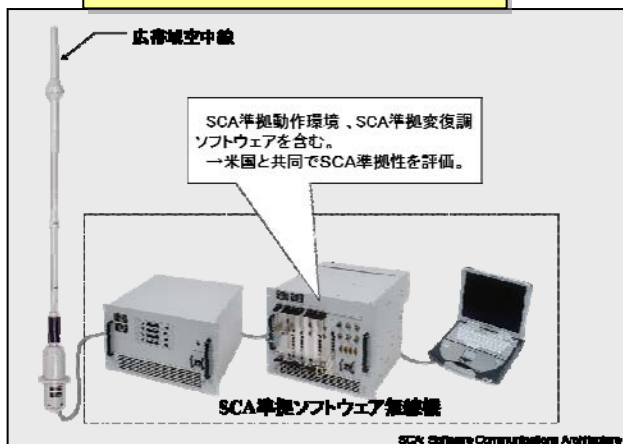 広帯域空中線
SCA準拠動作環境、SCA準拠変復調
ソフトウェアを含む。
→米国と共同でSCA準拠性を評価。
SCA準拠ソフトウェア無線機
SCA: Software Communications Architecture